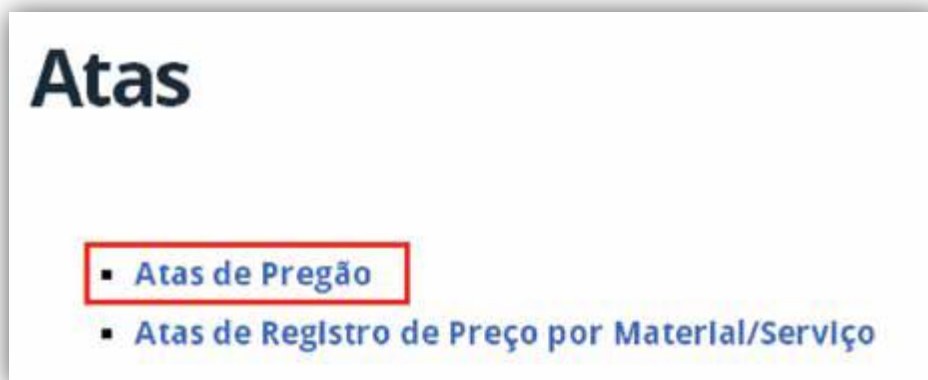 Atas
Atas de Pregão
Atas de Registro de Preço por Material/Serviço